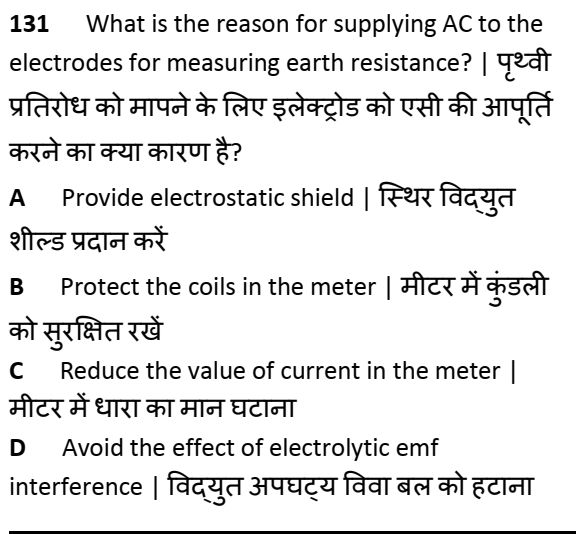 131 What is the reason for supplying AC to the
electrodes for measuring earth resistance? | पृथ्वी
प्रतिरोध को मापने के लिए इलेक्ट्रोड को एसी की आपूर्ति
करने का क्या कारण है?
A Provide electrostatic shield | स्थिर विद्युत
शील्ड प्रदान करें
B Protect the coils in the meter | मीटर में कुंडली
को सुरक्षित रखें
C Reduce the value of current in the meter |
मीटर में धारा का मान घटाना
D Avoid the effect of electrolytic emf
interference | विद्युत अपघट्य विवा बल को हटाना